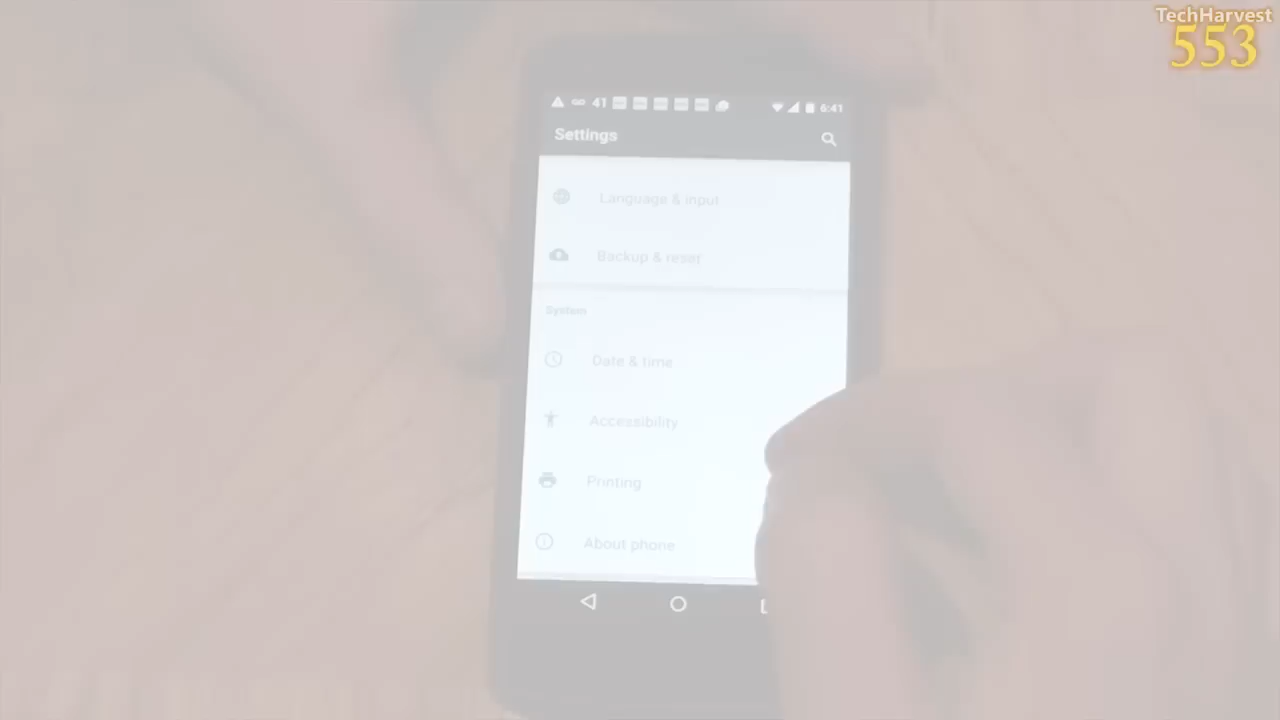 TechHarvest
553
41
6:41
Settings
Language & input
Backup & reset
System
Date & time
Accessibility
Printing
About phone